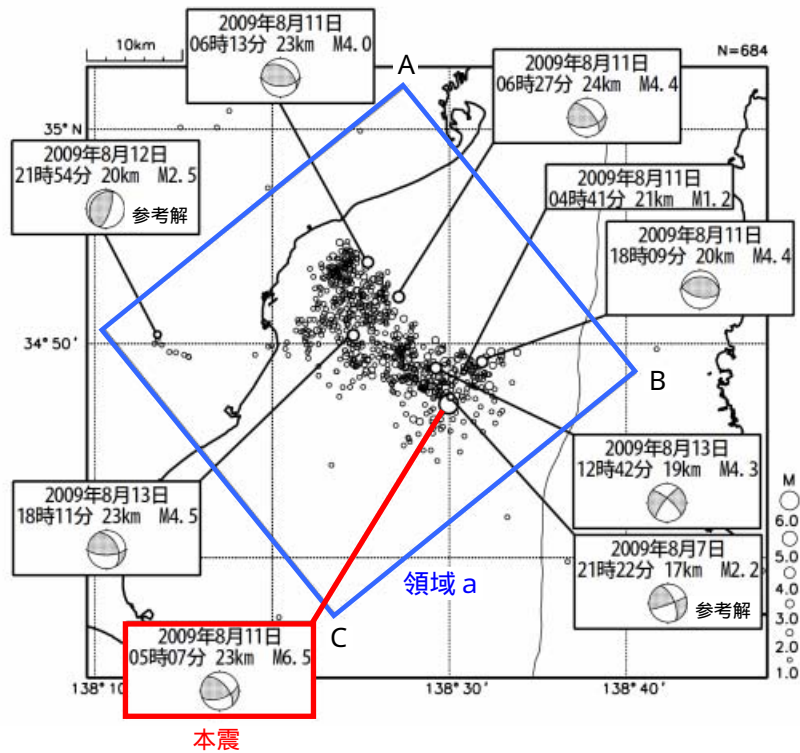 10km
N=684
2009年8月11日
06時13分 23km M4.0
A
2009年8月11日
06時27分 24km M4.4
35°N
2009年8月12日
21時54分 20km M2.5
参考解
2009年8月11日
04時41分 21km M1.2
2009年8月11日
18時09分 20km M4.4
34°50′
B
2009年8月13日
12時42分 19km M4.3
2009年8月13日
18時11分 23km M4.5
2009年8月7日
21時22分 17km M2.2
参考解
領域a
C
M
6.0
5.0
4.0
3.0
2.0
1.0
2009年8月11日
05時07分 23km M6.5
138°10
138°30′
138°40′
本震